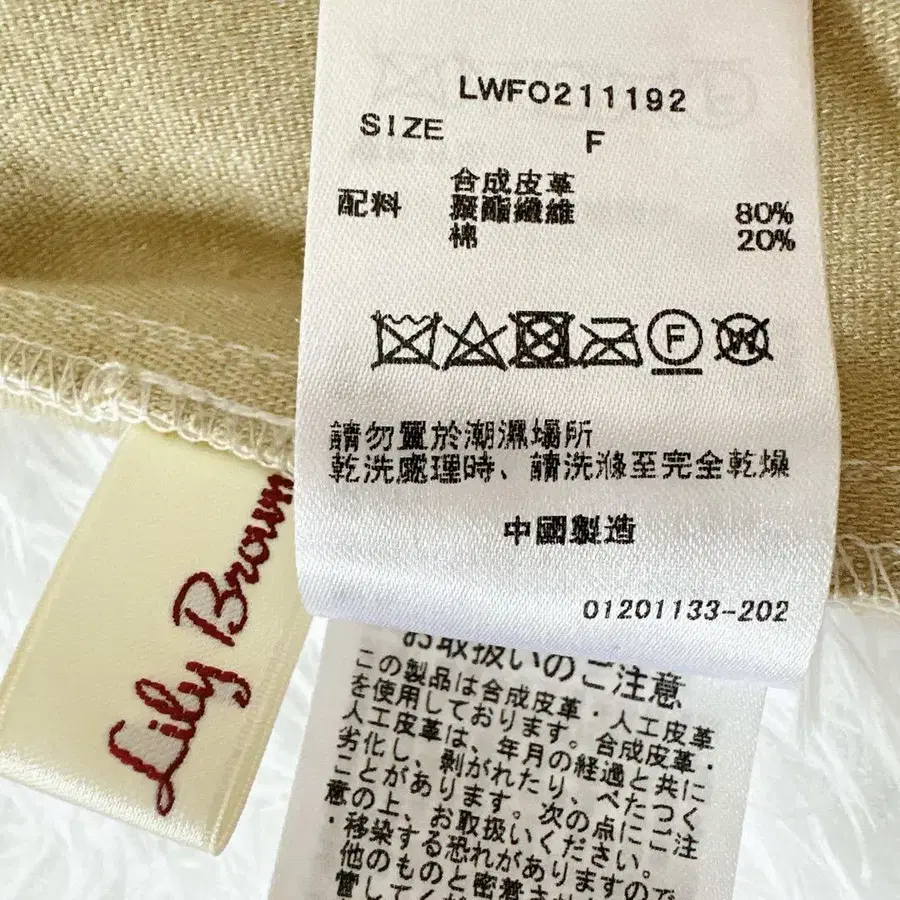 LWFO211192
SIZE F
合成皮革
配料 聚酯纖維 80%
棉 20%
F
W
請勿置於潮濕場所
乾洗處理時、請洗滌至完全乾燥
中國製造
01201133-202
Lily Brown
お取扱いのご注意
この製品は合成皮革・人工皮革
を使用しております。合成皮革・
人工皮革は、年月の経過と共に
劣化し、剥がれたり、べたつく
ことがあります。次の点にご注
意の上、お取扱いください。
・移染する恐れがありますので
他のものと密着させ
管してく